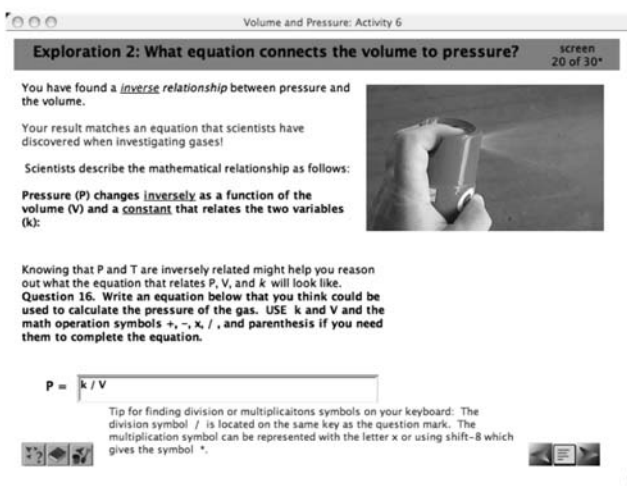 Volume and Pressure: Activity 6
Exploration 2: What equation connects the volume to pressure?
screen
20 of 30*
You have found a inverse relationship between pressure and
the volume.
Your result matches an equation that scientists have
discovered when investigating gases!
Scientists describe the mathematical relationship as follows:
Pressure (P) changes inversely as a function of the
volume (V) and a constant that relates the two variables
(k):
Knowing that P and T are inversely related might help you reason
out what the equation that relates P, V, and k will look like.
Question 16. Write an equation below that you think could be
used to calculate the pressure of the gas. USE k and V and the
math operation symbols +, -, x, / , and parenthesis if you need
them to complete the equation.
P = k / V
Tip for finding division or multiplicaitons symbols on your keyboard: The
division symbol / is located on the same key as the question mark. The
multiplication symbol can be represented with the letter x or using shift-8 which
gives the symbol *.